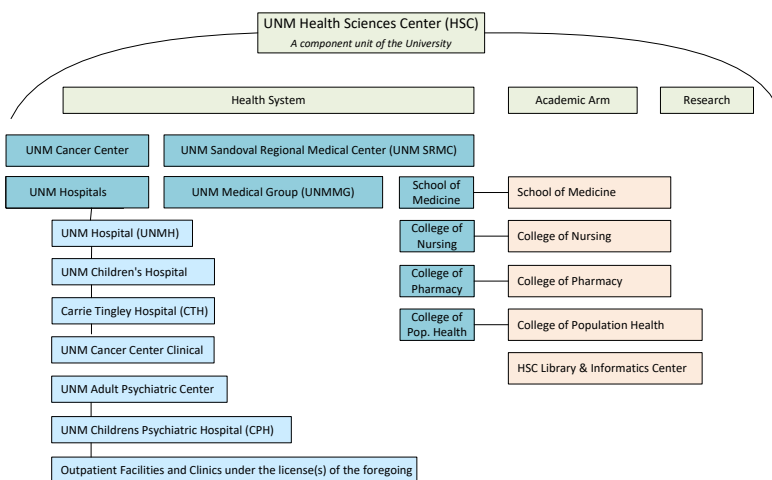 UNM Health Sciences Center (HSC)
A component unit of the University
Health System
Academic Arm
Research
UNM Cancer Center
UNM Sandoval Regional Medical Center (UNM SRMC)
UNM Hospitals
UNM Medical Group (UNMMG)
School of
Medicine
School of Medicine
UNM Hospital (UNMH)
College of
Nursing
College of Nursing
UNM Children's Hospital
College of
Pharmacy
College of Pharmacy
Carrie Tingley Hospital (CTH)
College of
Pop. Health
College of Population Health
UNM Cancer Center Clinical
HSC Library & Informatics Center
UNM Adult Psychiatric Center
UNM Childrens Psychiatric Hospital (CPH)
Outpatient Facilities and Clinics under the license(s) of the foregoing